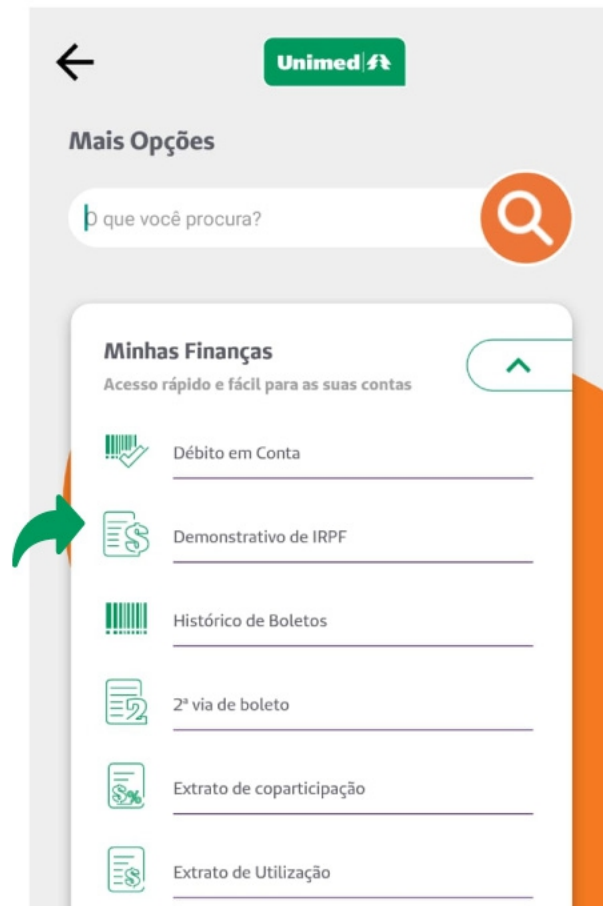 Unimed
Mais Opções
O que você procura?
Minhas Finanças
Acesso rápido e fácil para as suas contas
Débito em Conta
Demonstrativo de IRPF
Histórico de Boletos
2ª via de boleto
Extrato de coparticipação
Extrato de Utilização